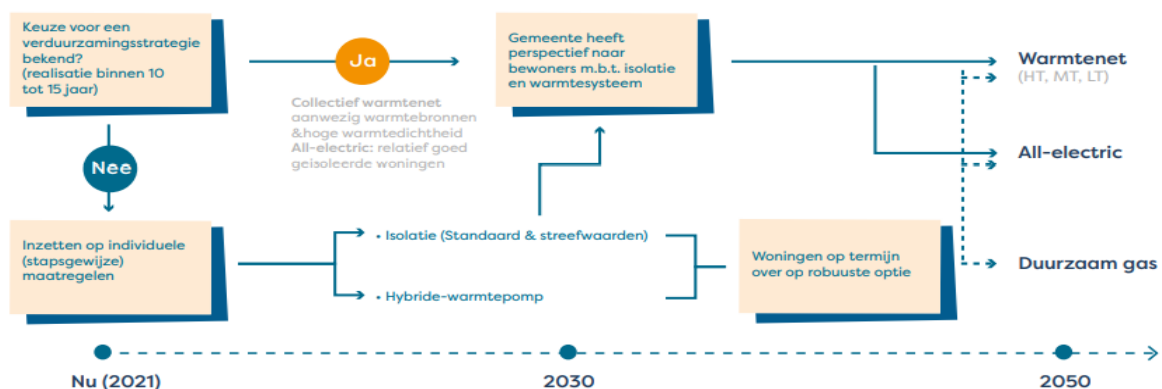 Keuze voor een
verduurzamingsstrategie
bekend?
(realisatie binnen 10
tot 15 jaar)
Ja
Collectief warmtenet
aanwezig warmtebronnen
&hoge warmtedichtheid
All-electric: relatief goed
geisoleerde woningen
Gemeente heeft
perspectief naar
bewoners m.b.t. isolatie
en warmtesysteem
Warmtenet
(HT, MT, LT)
All-electric
Duurzaam gas
Nee
Inzetten op individuele
(stapsgewijze)
maatregelen
• Isolatie (Standaard & streefwaarden)
• Hybride-warmtepomp
Woningen op termijn
over op robuuste optie
Nu (2021)
2030
2050